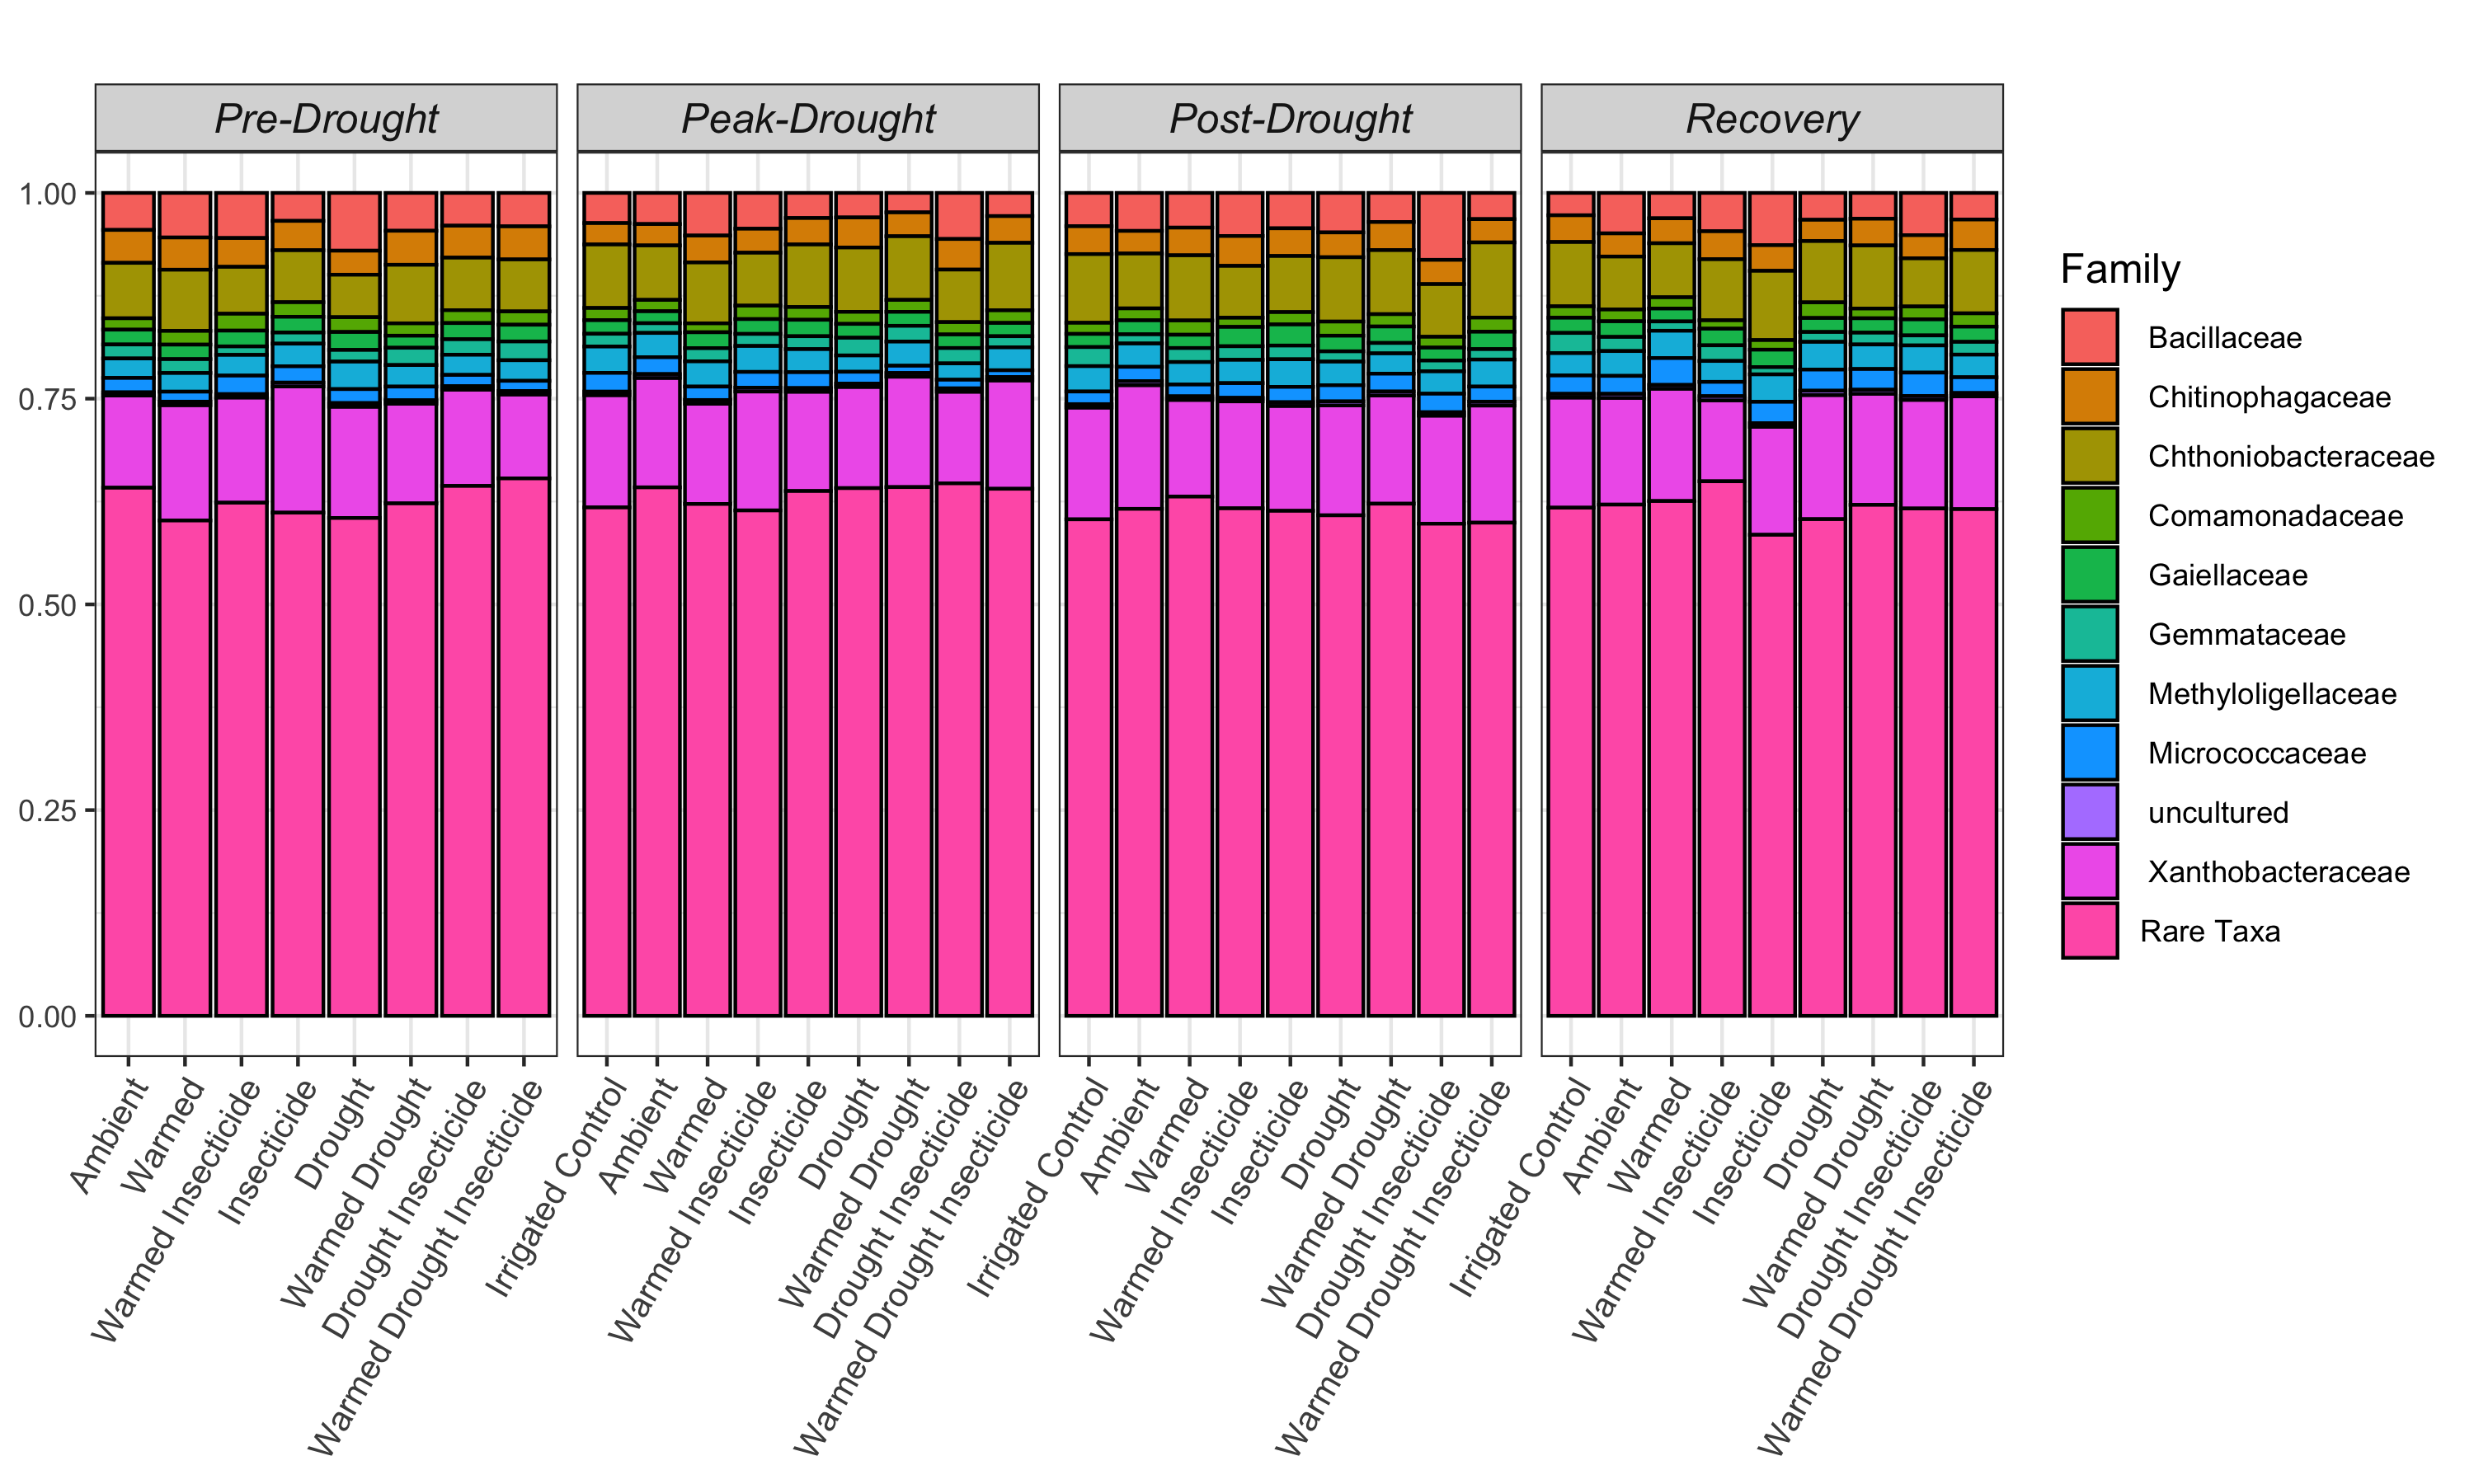 Pre-Drought
Peak-Drought
Post-Drought
Recovery
1.00
0.75
0.50
0.25
0.00
Ambient
Warmed
Warmed Insecticide
Insecticide
Drought
Warmed Drought
Drought Insecticide
Warmed Drought Insecticide
Irrigated Control
Ambient
Warmed
Warmed Insecticide
Insecticide
Drought
Warmed Drought
Drought Insecticide
Warmed Drought Insecticide
Irrigated Control
Ambient
Warmed
Warmed Insecticide
Insecticide
Drought
Warmed Drought
Drought Insecticide
Warmed Drought Insecticide
Irrigated Control
Ambient
Warmed
Warmed Insecticide
Insecticide
Drought
Warmed Drought
Drought Insecticide
Warmed Drought Insecticide
Family
Bacillaceae
Chitinophagaceae
Chthoniobacteraceae
Comamonadaceae
Gaiellaceae
Gemmataceae
Methyloligellaceae
Micrococcaceae
uncultured
Xanthobacteraceae
Rare Taxa